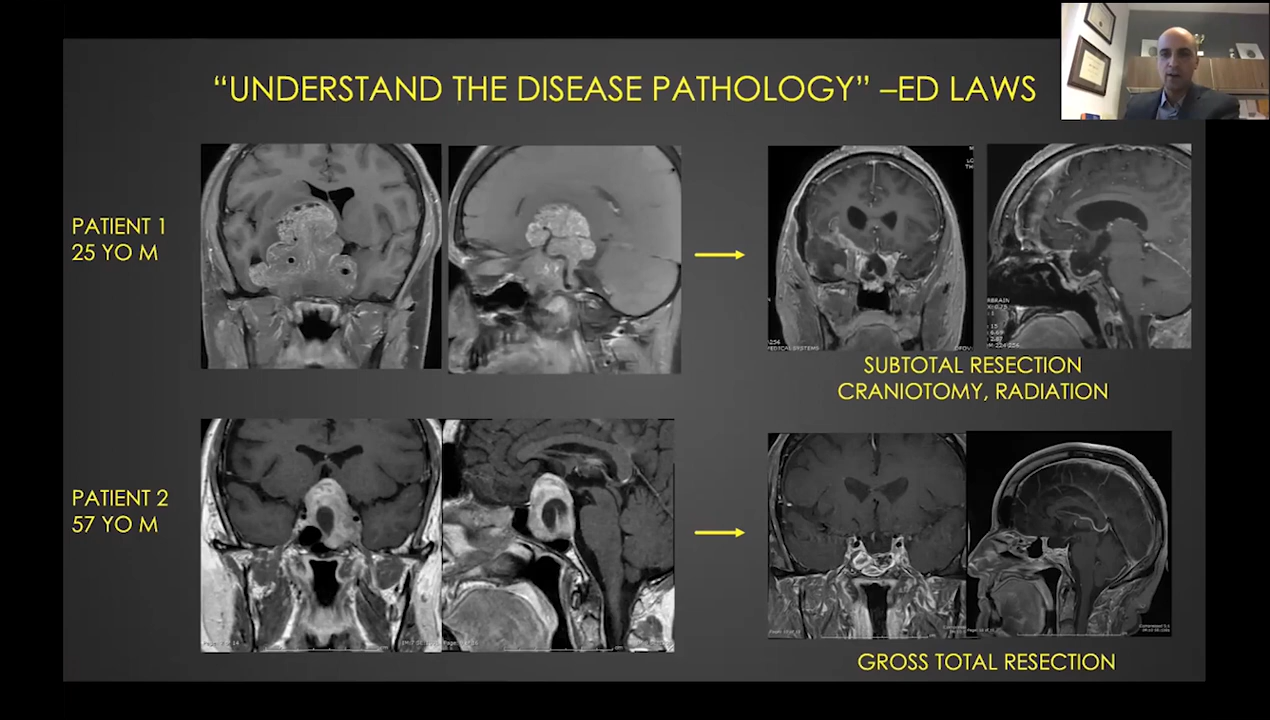 “UNDERSTAND THE DISEASE PATHOLOGY” –ED LAWS
PATIENT 1
25 YO M
SUBTOTAL RESECTION
CRANIOTOMY, RADIATION
PATIENT 2
57 YO M
GROSS TOTAL RESECTION